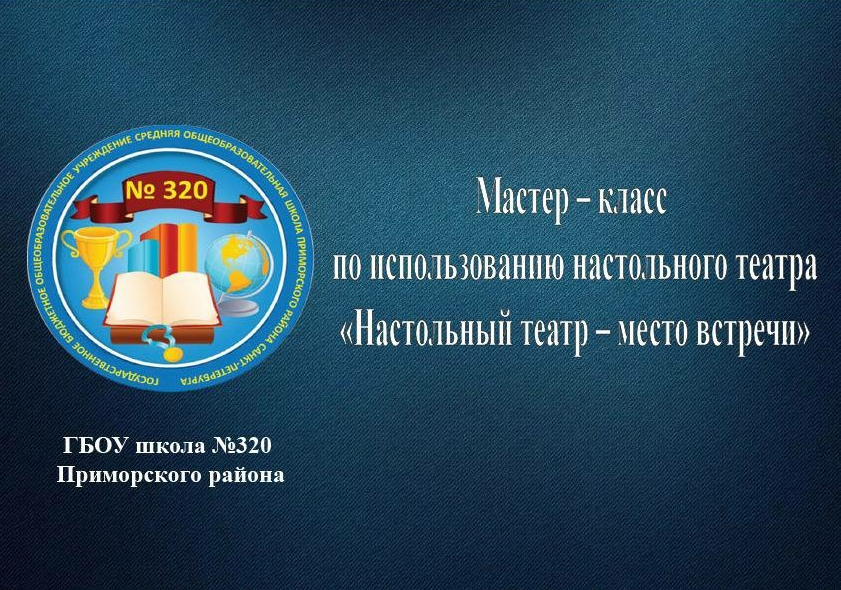 ГОСУДАРСТВЕННОЕ БЮДЖЕТНОЕ ОБЩЕОБРАЗОВАТЕЛЬНОЕ УЧРЕЖДЕНИЕ СРЕДНЯЯ ОБЩЕОБРАЗОВАТЕЛЬНАЯ ШКОЛА ПРИМОРСКОГО РАЙОНА САНКТ-ПЕТЕРБУРГА
№ 320
ГБОУ школа №320
Приморского района
Мастер – класс
по использованию настольного театра
«Настольный театр – место встречи»